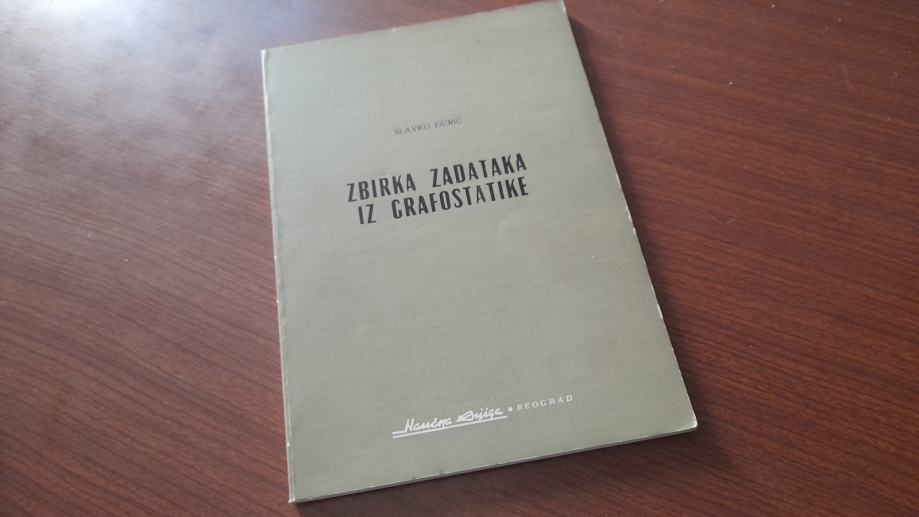 SLAVKO ĐURIĆ
ZBIRKA ZADATAKA
IZ GRAFOSTATIKE
Naučna knjiga • BEOGRAD